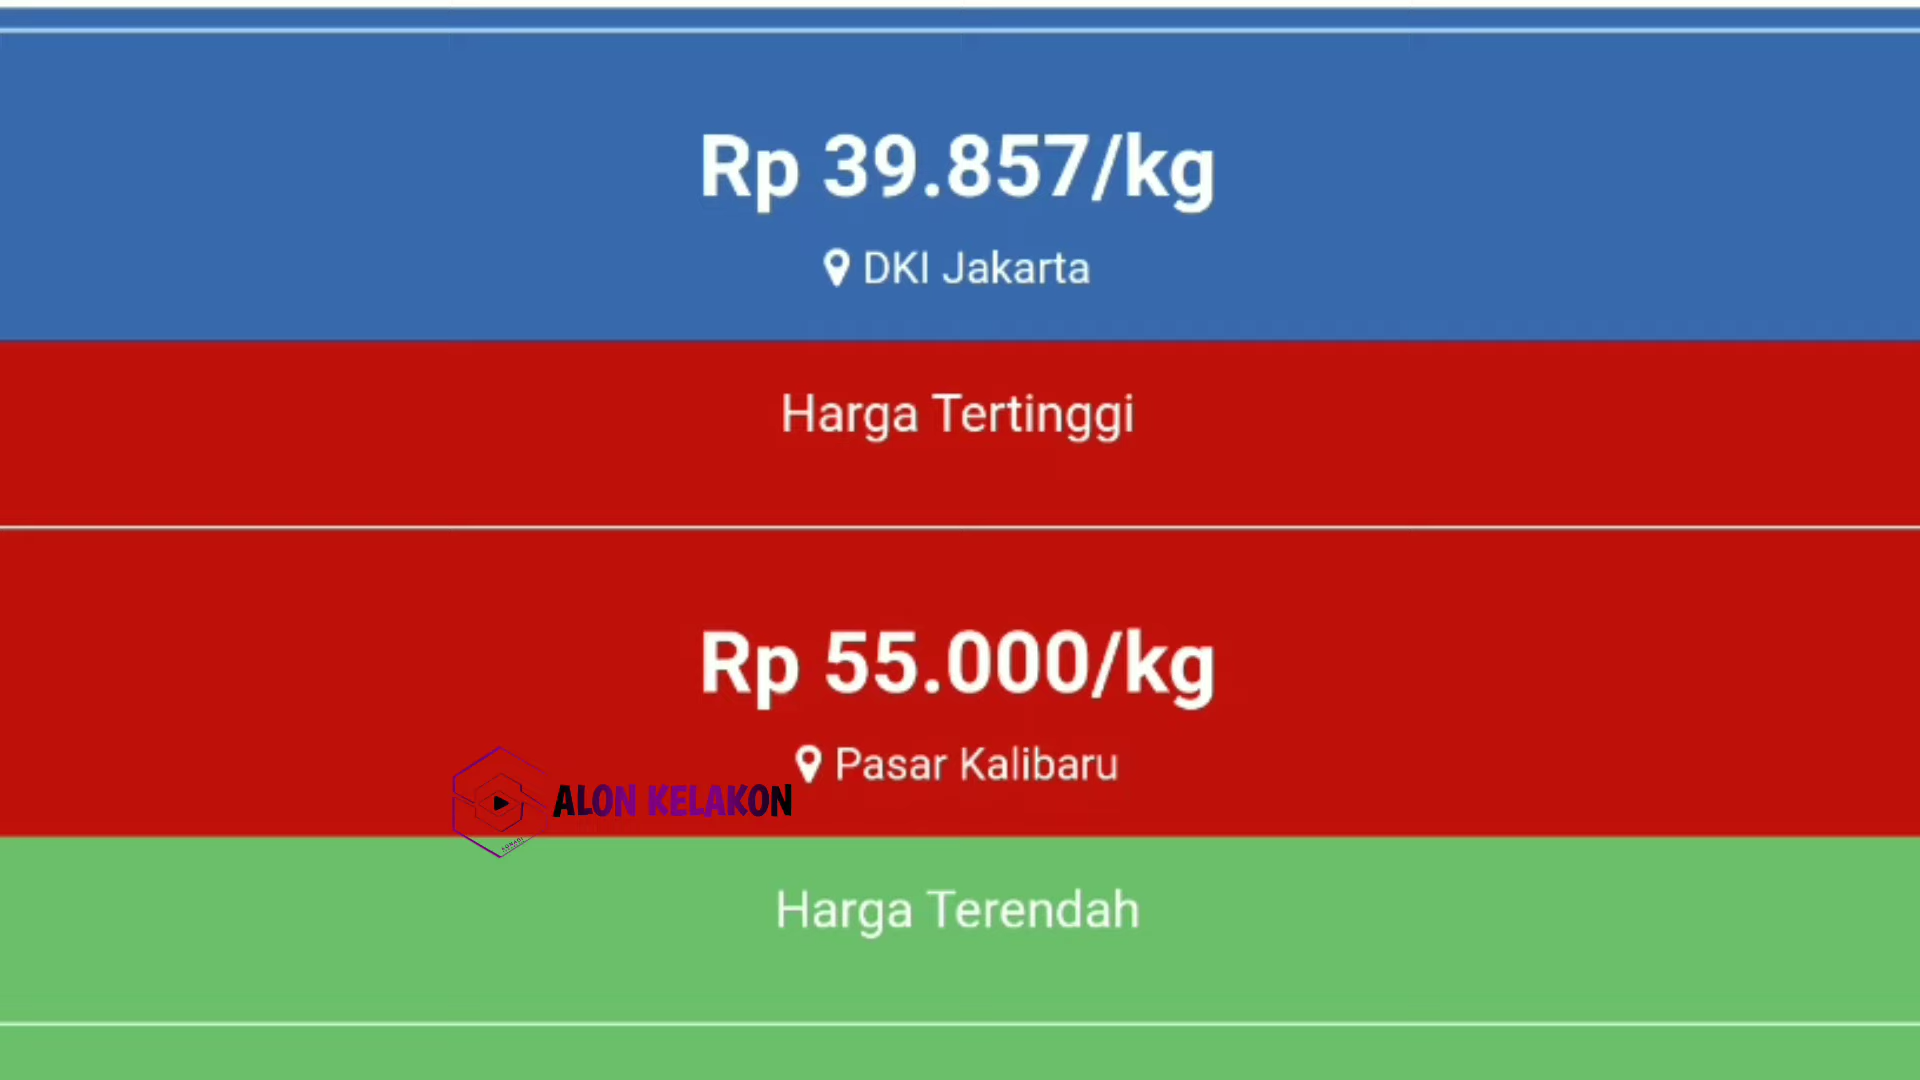 Rp 39.857/kg
DKI Jakarta
Harga Tertinggi
Rp 55.000/kg
Pasar Kalibaru
ALON KELAKON
Harga Terendah